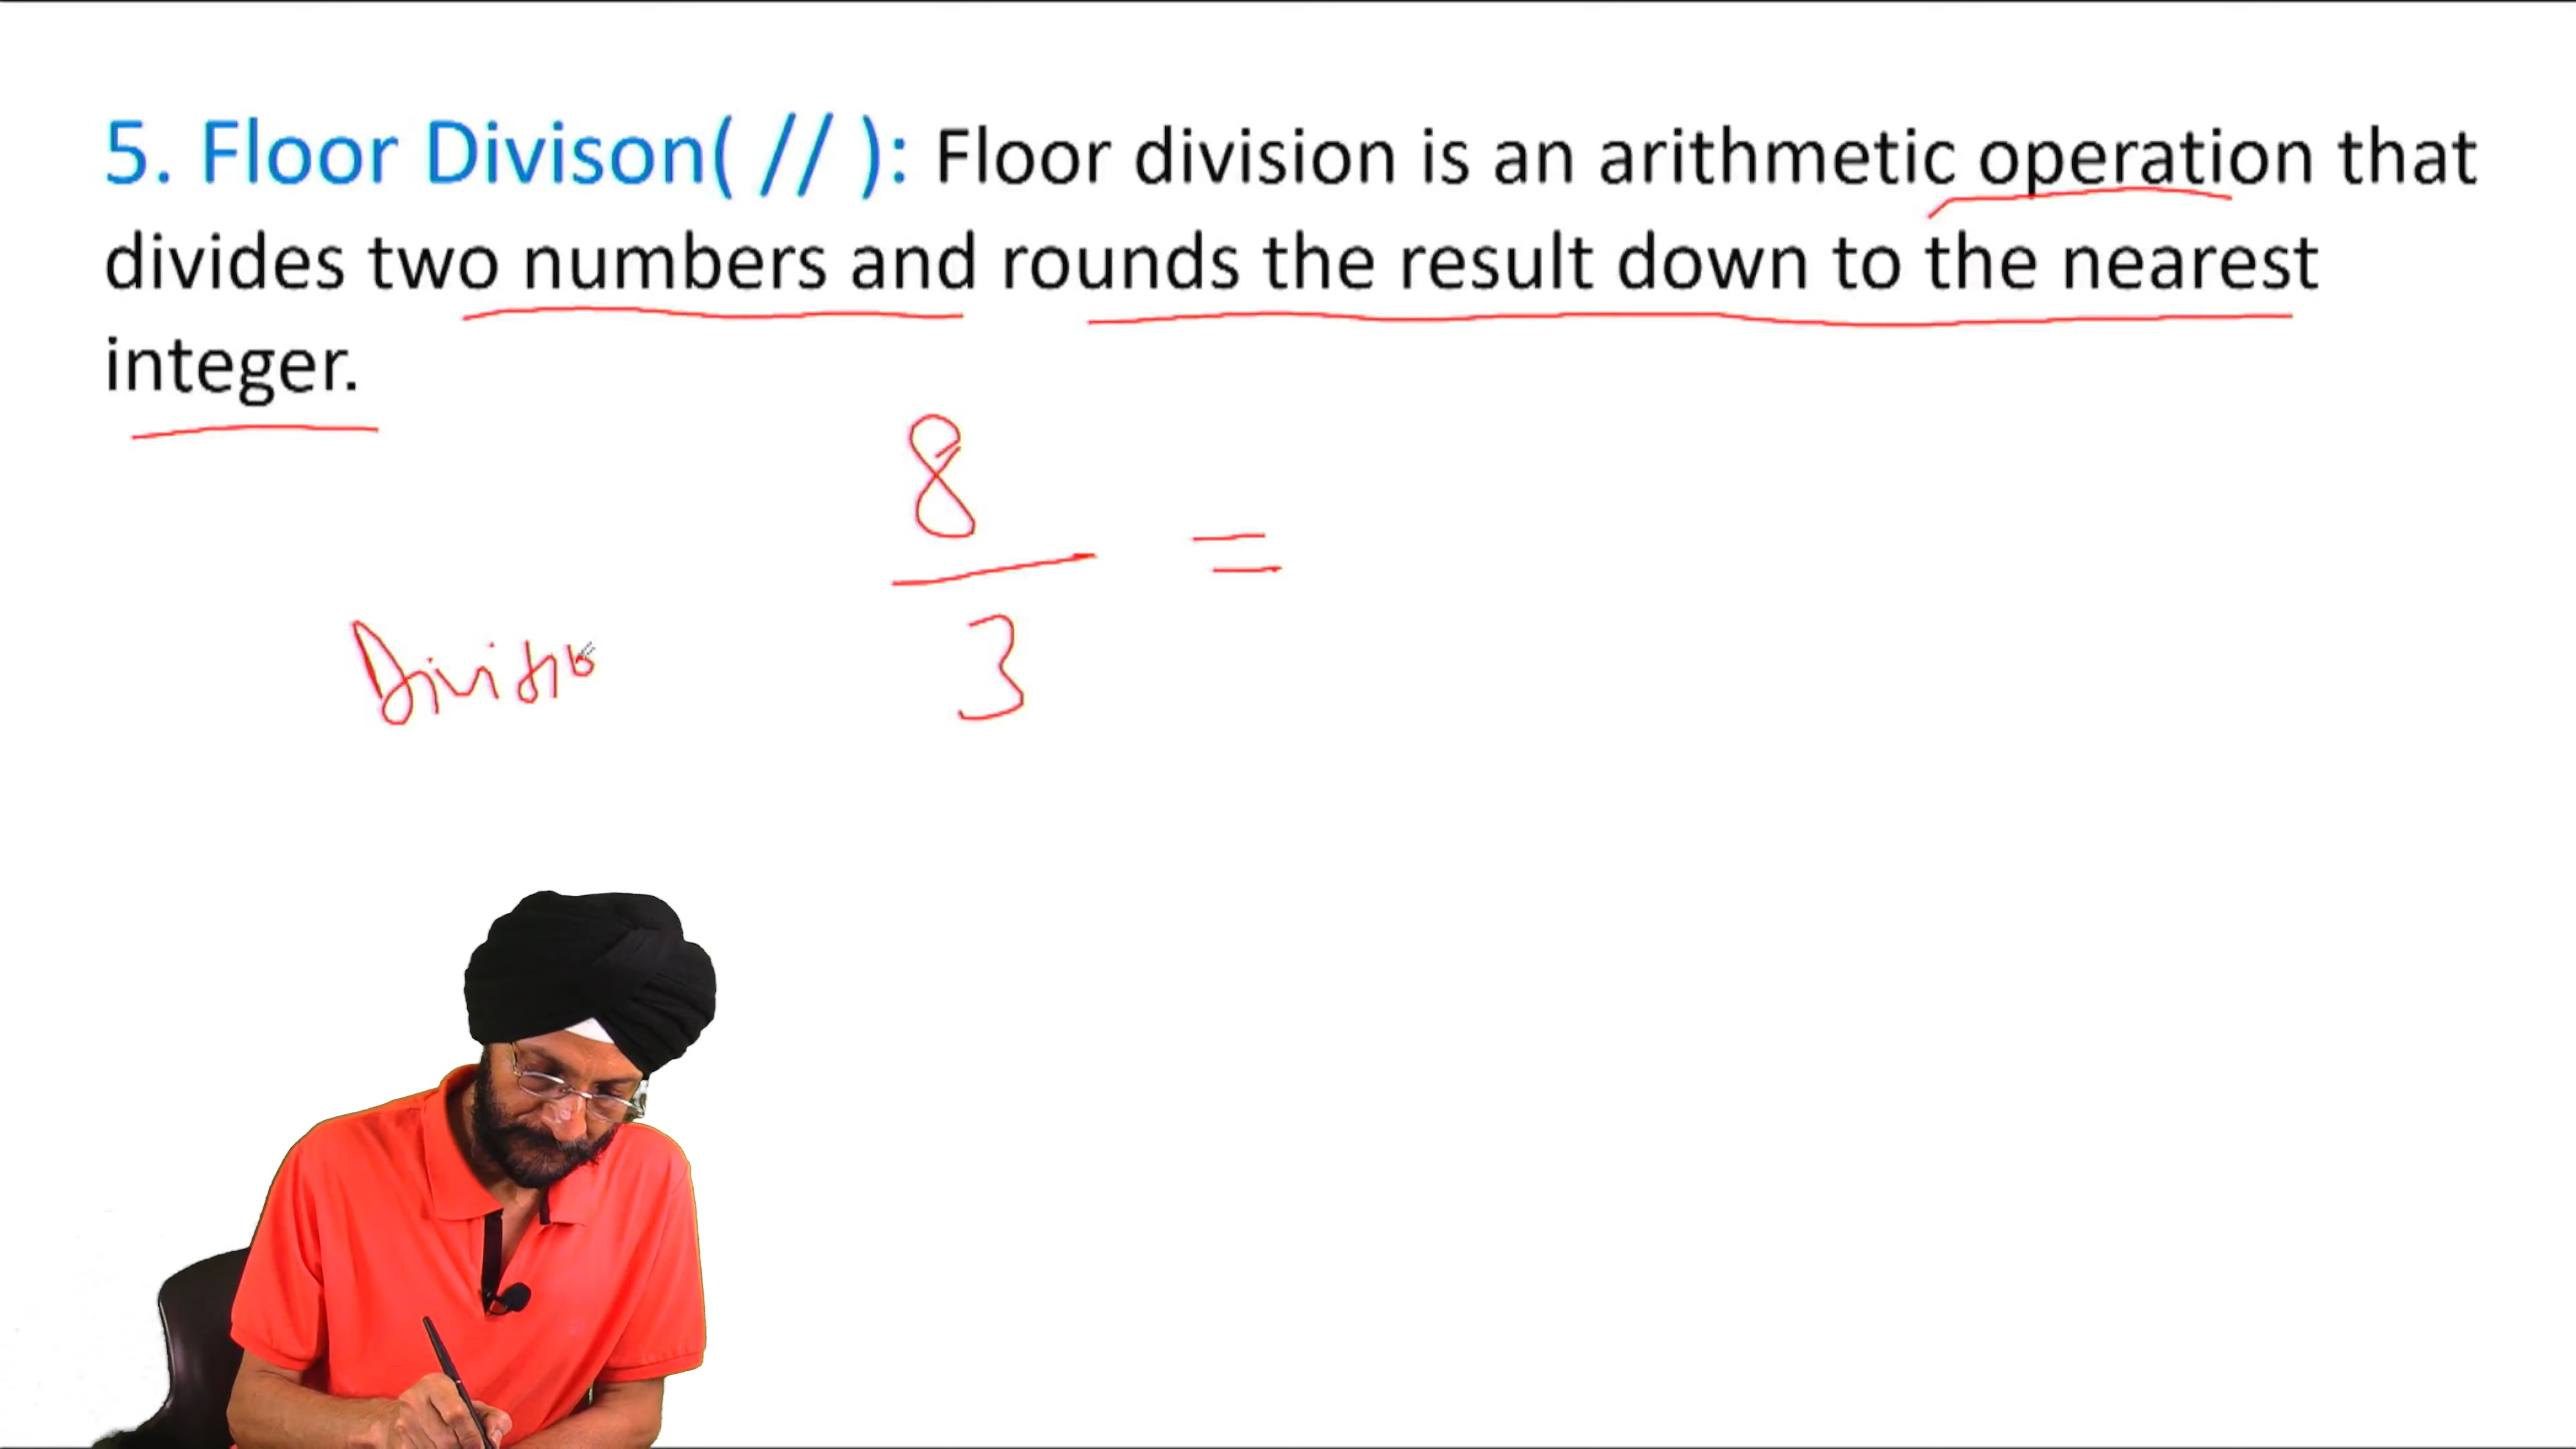 5. Floor Divison( // ): Floor division is an arithmetic operation that
divides two numbers and rounds the result down to the nearest
integer.
8
=
3
Divisio